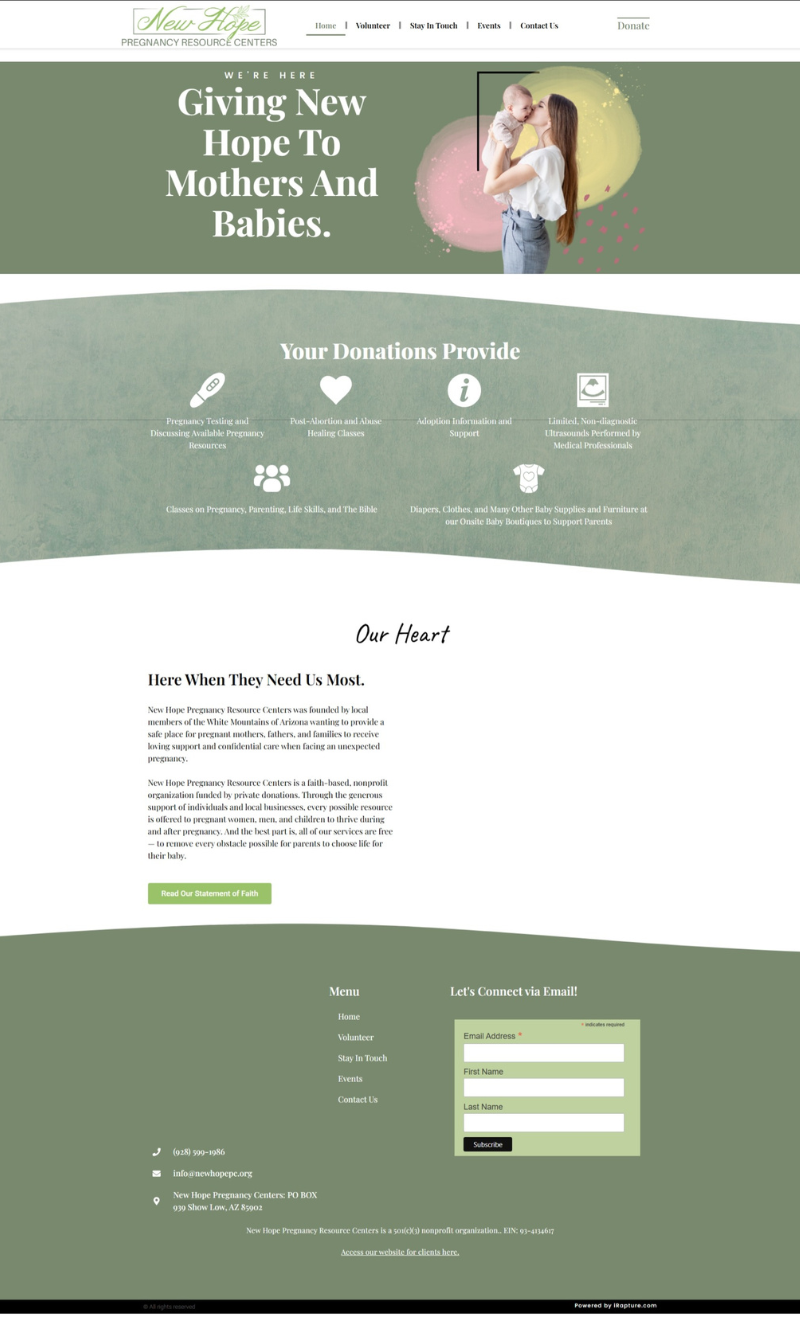 New Hope
PREGNANCY RESOURCE CENTERS
Home
Volunteer
Stay In Touch
Events
Contact Us
Donate
WE'RE HERE
Giving New
Hope To
Mothers And
Babies.
Your Donations Provide
Pregnancy Testing and
Discussing Available Pregnancy
Resources
Post-Abortion and Abuse
Healing Classes
Adoption Information and
Support
Limited, Non-diagnostic
Ultrasounds Performed by
Medical Professionals
Classes on Pregnancy, Parenting, Life Skills, and The Bible
Diapers, Clothes, and Many Other Baby Supplies and Furniture at
our Onsite Baby Boutiques to Support Parents
Our Heart
Here When They Need Us Most.
New Hope Pregnancy Resource Centers was founded by local
members of the White Mountains of Arizona wanting to provide a
safe place for pregnant mothers, fathers, and families to receive
loving support and confidential care when facing an unexpected
pregnancy.
New Hope Pregnancy Resource Centers is a faith-based, nonprofit
organization funded by private donations. Through the generous
support of individuals and local businesses, every possible resource
is offered to pregnant women, men, and children to thrive during
and after pregnancy. And the best part is, all of our services are free
— to remove every obstacle possible for parents to choose life for
their baby.
Read Our Statement of Faith
Menu
Home
Volunteer
Stay In Touch
Events
Contact Us
Let's Connect via Email!
* indicates required
Email Address *
First Name
Last Name
Subscribe
(928) 599-1986
info@newhopepc.org
New Hope Pregnancy Centers: PO BOX
939 Show Low, AZ 85902
New Hope Pregnancy Resource Centers is a 501(c)(3) nonprofit organization.. EIN: 93-4134617
Access our website for clients here.
© All rights reserved
Powered by iRapture.com